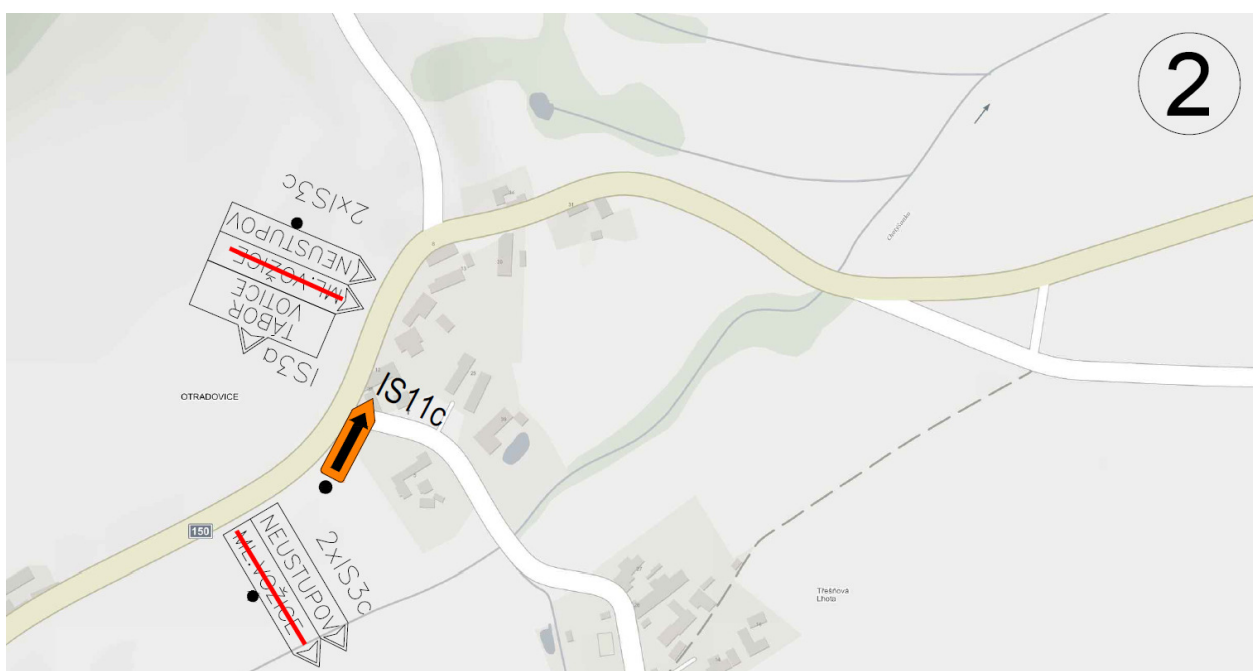 2
2xIS3c
NEUSTUPOV
ML.VOŽICE
TÁBOR
VOTICE
IS3a
OTRADOVICE
IS11c
150
2xIS3c
NEUSTUPOV
ML.VOŽICE
Třešňová
Lhota